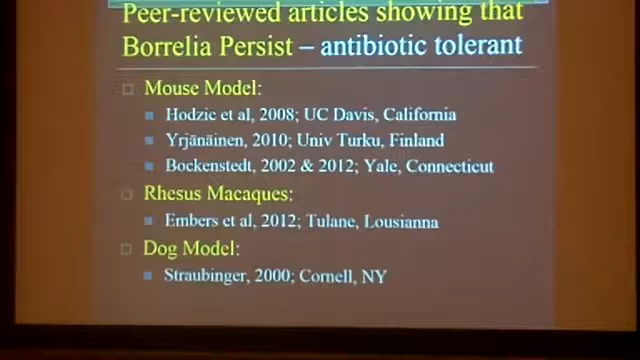 Peer-reviewed articles showing that
Borrelia Persist – antibiotic tolerant
Mouse Model:
Hodzic et al, 2008; UC Davis, California
Yrjänäinen, 2010; Univ Turku, Finland
Bockenstedt, 2002 & 2012; Yale, Connecticut
Rhesus Macaques:
Embers et al, 2012; Tulane, Lousianna
Dog Model:
Straubinger, 2000; Cornell, NY